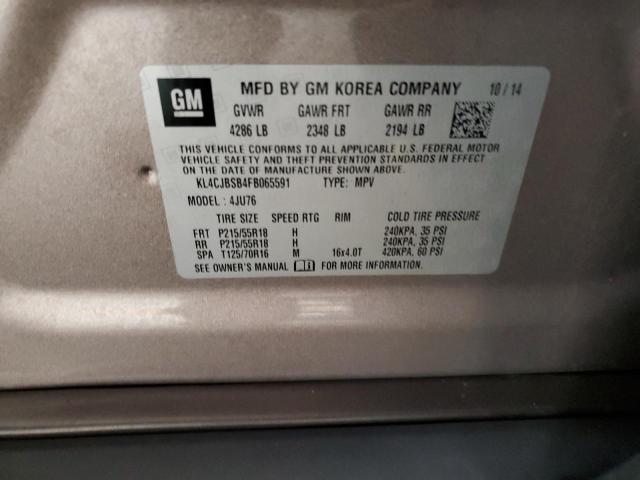 GM MFD BY GM KOREA COMPANY 10/14
GVWR GAWR FRT GAWR RR
4286 LB 2348 LB 2194 LB
THIS VEHICLE CONFORMS TO ALL APPLICABLE U.S. FEDERAL MOTOR
VEHICLE SAFETY AND THEFT PREVENTION STANDARDS IN EFFECT
ON THE DATE OF MANUFACTURE SHOWN ABOVE.
KL4CJBSB4FB065591 TYPE: MPV
MODEL: 4JU76
TIRE SIZE SPEED RTG RIM COLD TIRE PRESSURE
FRT P215/55R18 H 240KPA, 35 PSI
RR P215/55R18 H 240KPA, 35 PSI
SPA T125/70R16 M 16x4.0T 420KPA, 60 PSI
SEE OWNER'S MANUAL FOR MORE INFORMATION.